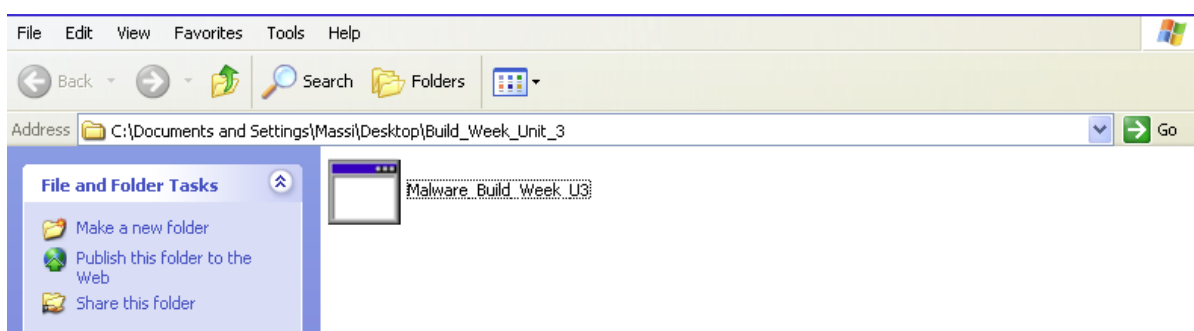 File Edit View Favorites Tools Help
Back Search Folders
Address C:\Documents and Settings\Massi\Desktop\Build_Week_Unit_3 Go
File and Folder Tasks
Malware_Build_Week_U3
Make a new folder
Publish this folder to the
Web
Share this folder